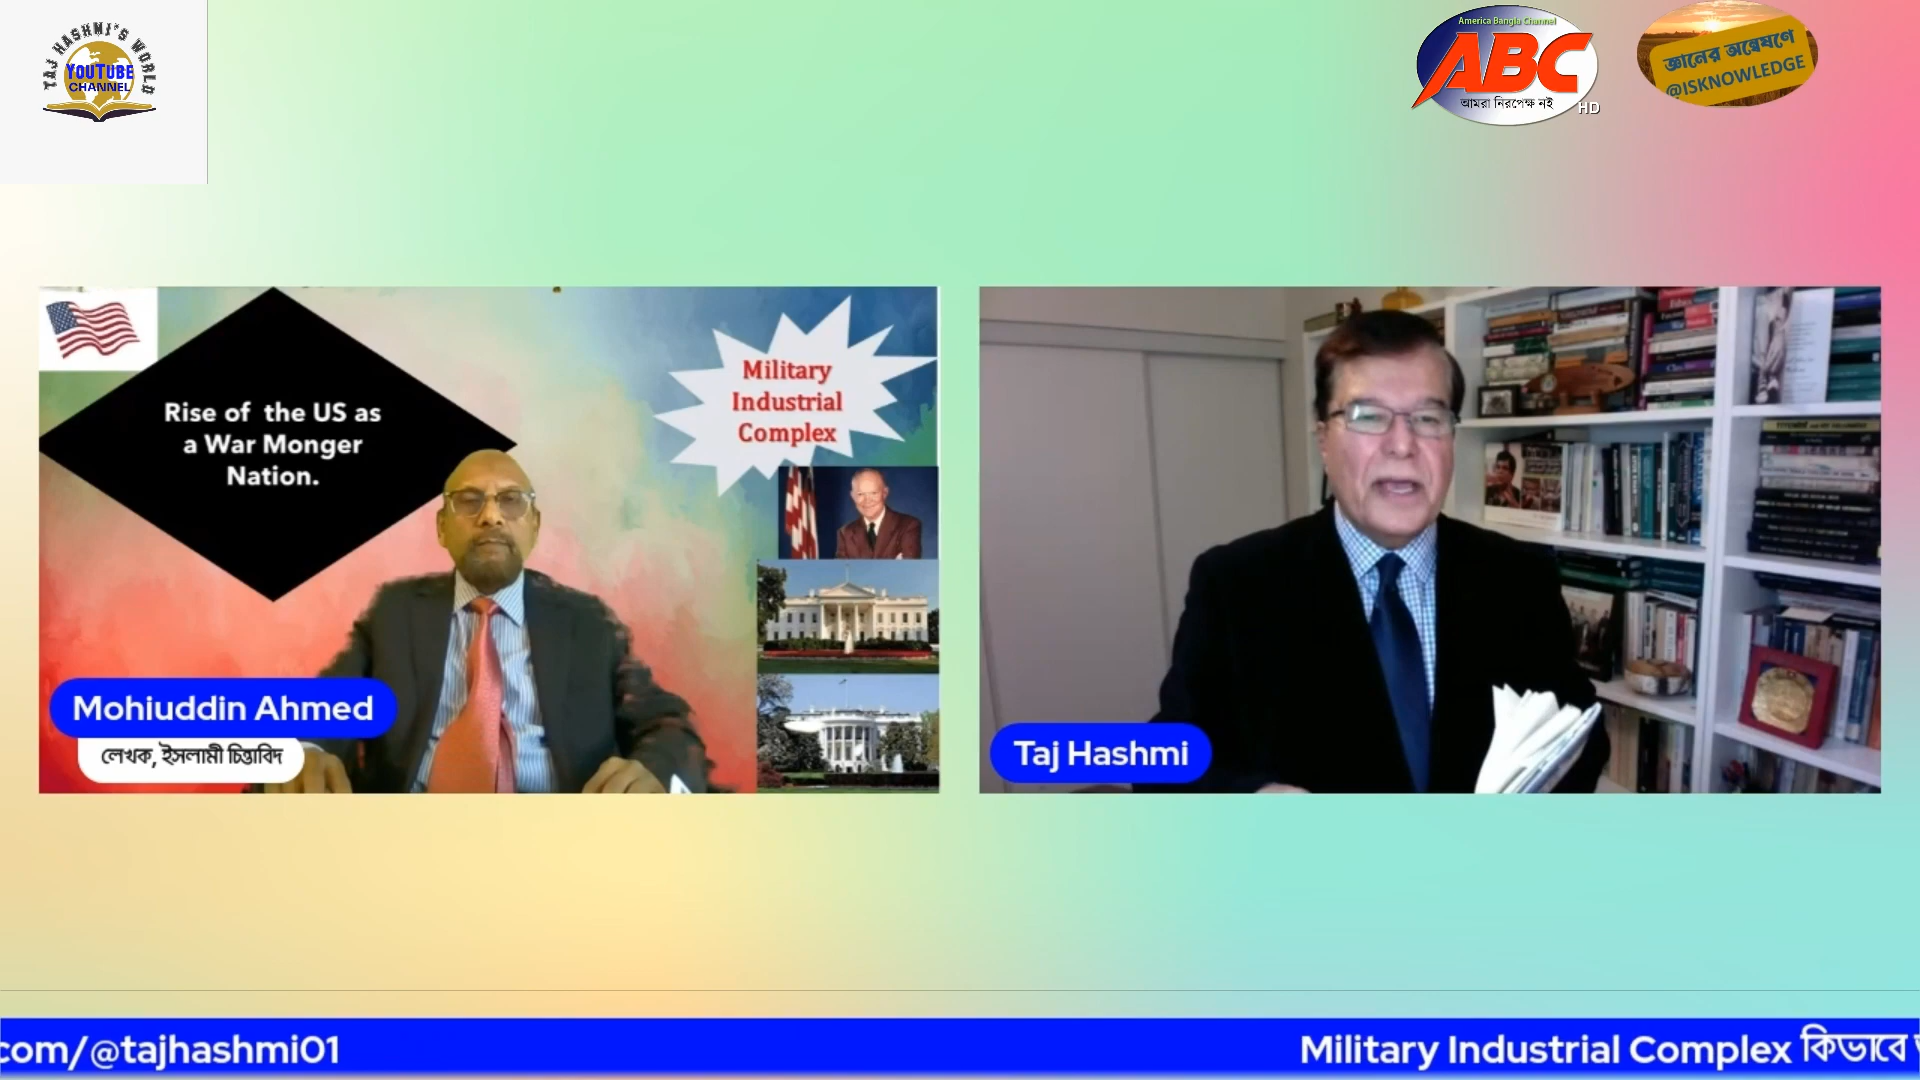 TAJ HASHMI'S WORLD
YOUTUBE
CHANNEL
America Bangla Channel
ABC
আমরা নিরপেক্ষ নই
HD
জ্ঞানের অন্বেষণে
@ISKNOWLEDGE
Rise of the US as
a War Monger
Nation.
Military
Industrial
Complex
Mohiuddin Ahmed
লেখক, ইসলামী চিন্তাবিদ
Taj Hashmi
com/@tajhashmi01
Military Industrial Complex কিভাবে